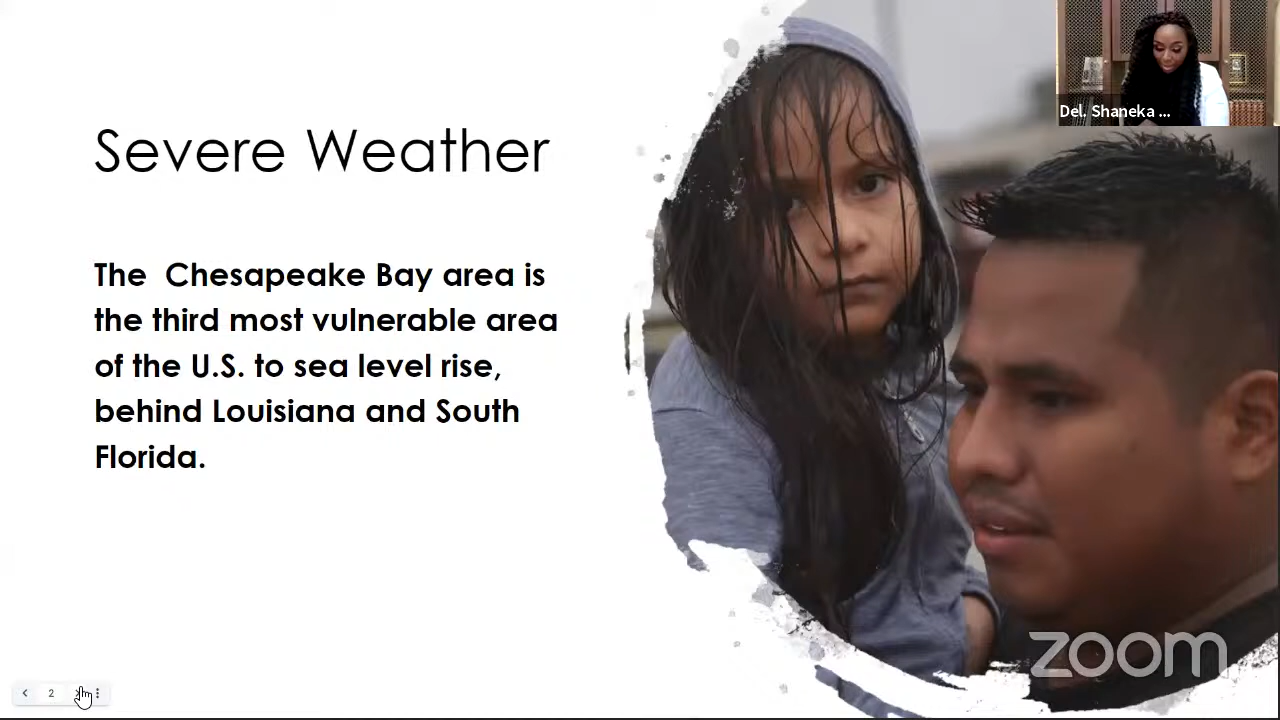 Severe Weather
The Chesapeake Bay area is
the third most vulnerable area
of the U.S. to sea level rise,
behind Louisiana and South
Florida.
Del. Shaneka ...
zoom
2